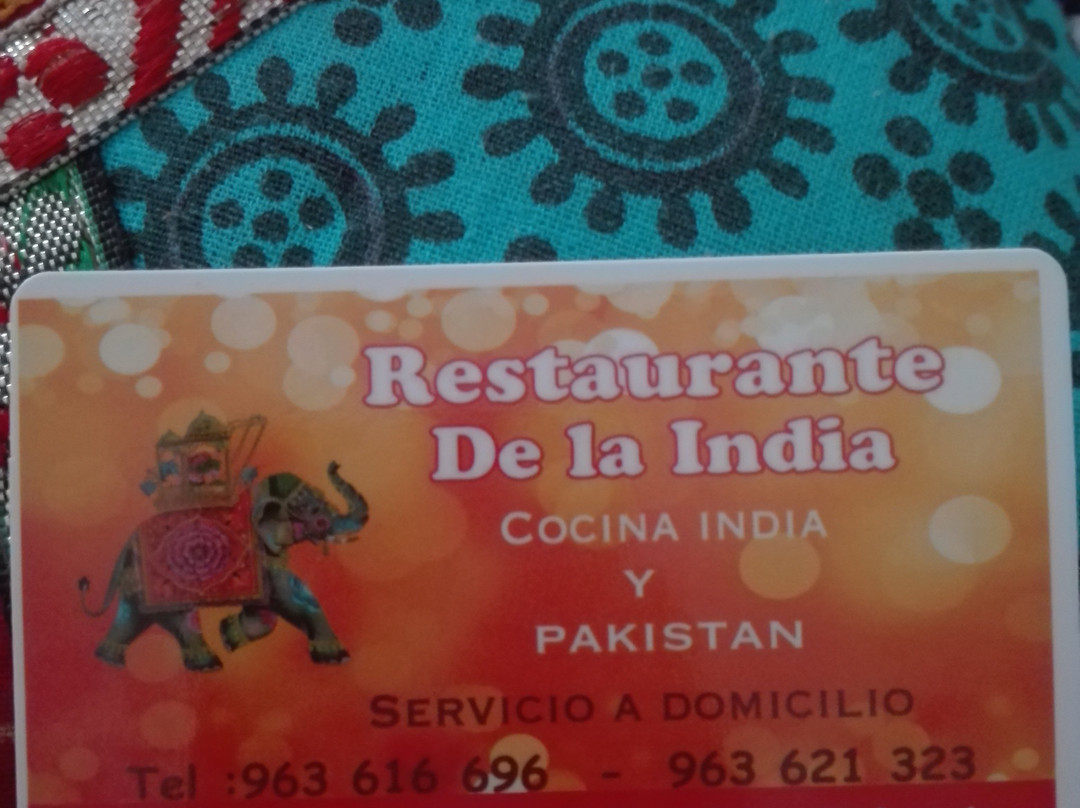 Restaurante
De la India
COCINA INDIA
Y
PAKISTAN
SERVICIO A DOMICILIO
Tel :963 616 696 - 963 621 323